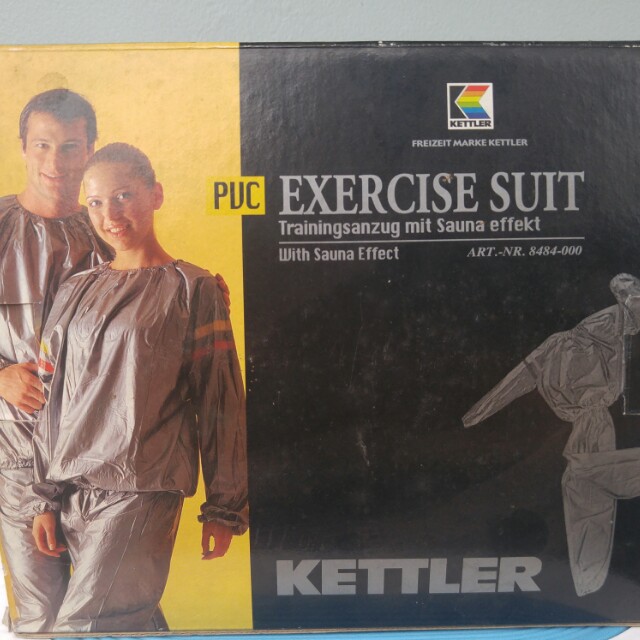 KETTLER
FREIZEIT MARKE KETTLER
PVC EXERCISE SUIT
Trainingsanzug mit Sauna effekt
With Sauna Effect ART.-NR. 8484-000
KETTLER